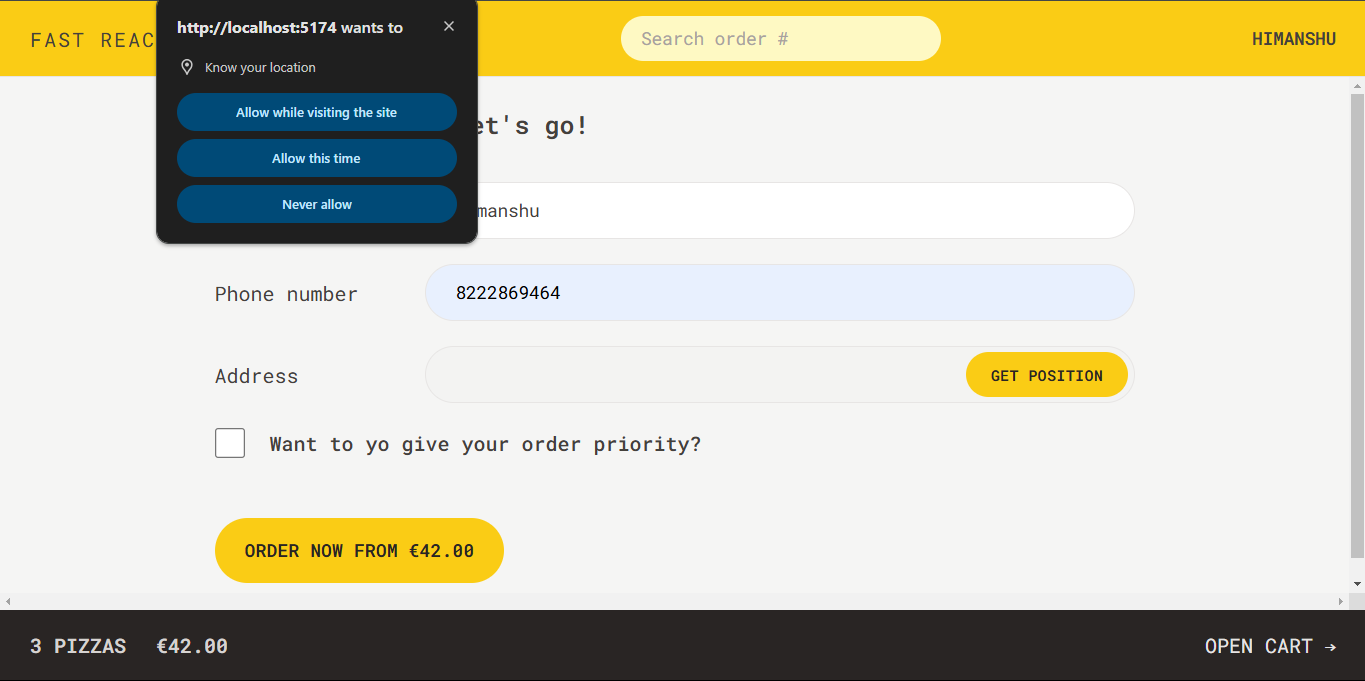 FAST REAC
http://localhost:5174 wants to
Know your location
Allow while visiting the site
Allow this time
Never allow
Search order #
HIMANSHU
et's go!
manshu
Phone number
8222869464
Address
GET POSITION
Want to yo give your order priority?
ORDER NOW FROM €42.00
3 PIZZAS €42.00
OPEN CART →